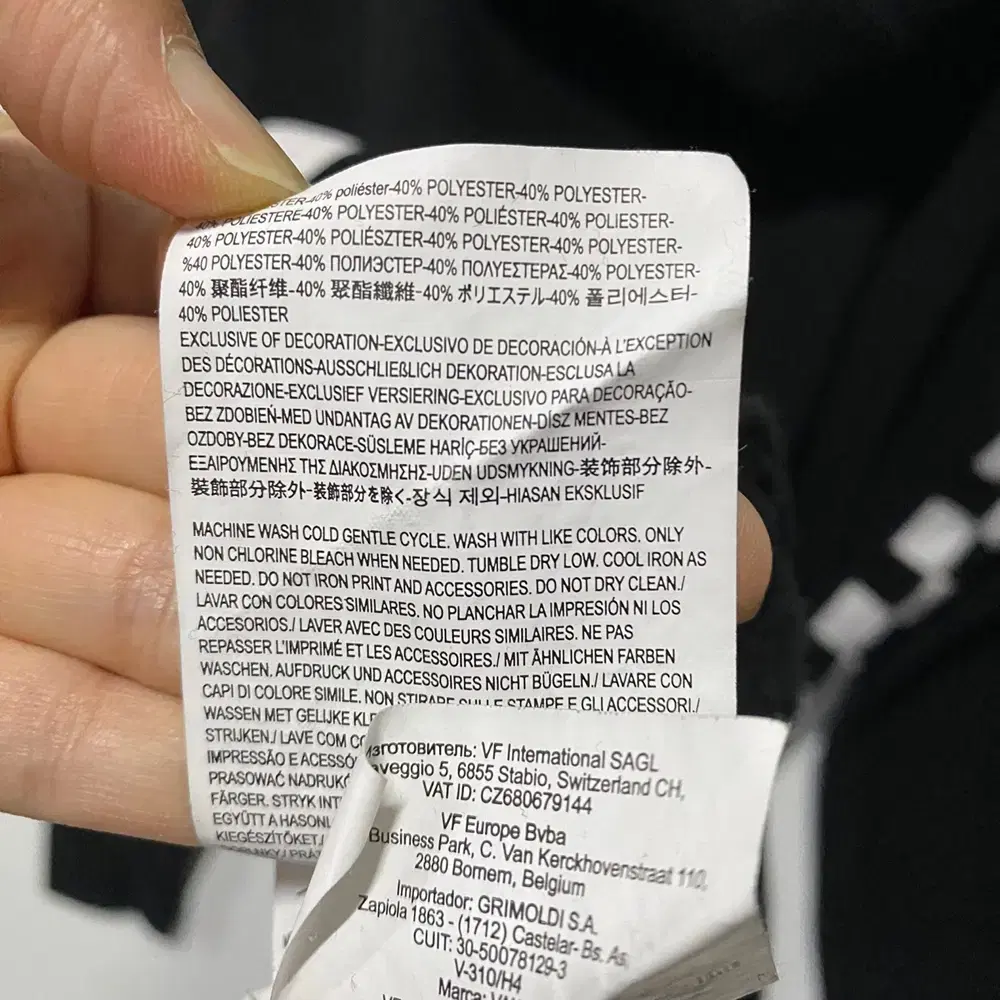 40% poliéster-40% POLYESTER-40% POLYESTER-
40% POLIESTERE-40% POLYESTER-40% POLIÉSTER-40% POLIESTER-
40% POLYESTER-40% POLIÉSZTER-40% POLYESTER-40% POLYESTER-
%40 POLYESTER-40% ПОЛИЭСТЕР-40% ΠΟΛΥΕΣΤΕΡΑΣ-40% POLYESTER-
40% 聚酯纤维-40% 聚酯纖維-40% ポリエステル-40% 폴리에스터-
40% POLIESTER
EXCLUSIVE OF DECORATION-EXCLUSIVO DE DECORACIÓN-À L'EXCEPTION
DES DÉCORATIONS-AUSSCHLIEßLICH DEKORATION-ESCLUSA LA
DECORAZIONE-EXCLUSIEF VERSIERING-EXCLUSIVO PARA DECORAÇÃO-
BEZ ZDOBIEŃ-MED UNDANTAG AV DEKORATIONEN-DÍSZ MENTES-BEZ
OZDOBY-BEZ DEKORACE-SÜSLEME HARİÇ-БЕЗ УКРАШЕНИЙ-
ΕΞΑΙΡΟΥΜΕΝΗΣ ΤΗΣ ΔΙΑΚΟΣΜΗΣΗΣ-UDEN UDSMYKNING-装饰部分除外-
裝飾部分除外-装飾部分を除く-장식 제외-HIASAN EKSKLUSIF
MACHINE WASH COLD GENTLE CYCLE. WASH WITH LIKE COLORS. ONLY
NON CHLORINE BLEACH WHEN NEEDED. TUMBLE DRY LOW. COOL IRON AS
NEEDED. DO NOT IRON PRINT AND ACCESSORIES. DO NOT DRY CLEAN./
LAVAR CON COLORES SIMILARES. NO PLANCHAR LA IMPRESIÓN NI LOS
ACCESORIOS./ LAVER AVEC DES COULEURS SIMILAIRES. NE PAS
REPASSER L'IMPRIMÉ ET LES ACCESSOIRES./ MIT ÄHNLICHEN FARBEN
WASCHEN. AUFDRUCK UND ACCESSOIRES NICHT BÜGELN./ LAVARE CON
CAPI DI COLORE SIMILE. NON STIRARE SULLE STAMPE E GLI ACCESSORI./
WASSEN MET GELIJKE
STRIJKEN./ LAVE COM
IMPRESSÃO E
PRASOWAĆ
FÄRGER. STRYK
EGYÜTT A
KIEGÉSZÍTŐKET./
Изготовитель: VF International SAGL
5, 6855 Stabio, Switzerland CH,
VAT ID: CZ680679144
VF Europe Bvba
Business Park, C. Van Kerckhovenstraat 110,
2880 Bornem, Belgium
Importador: GRIMOLDI S.A.
Zapiola 1863 - (1712) Castelar- Bs. As.
CUIT: 30-50078129-3
V-310/H4
Marca: